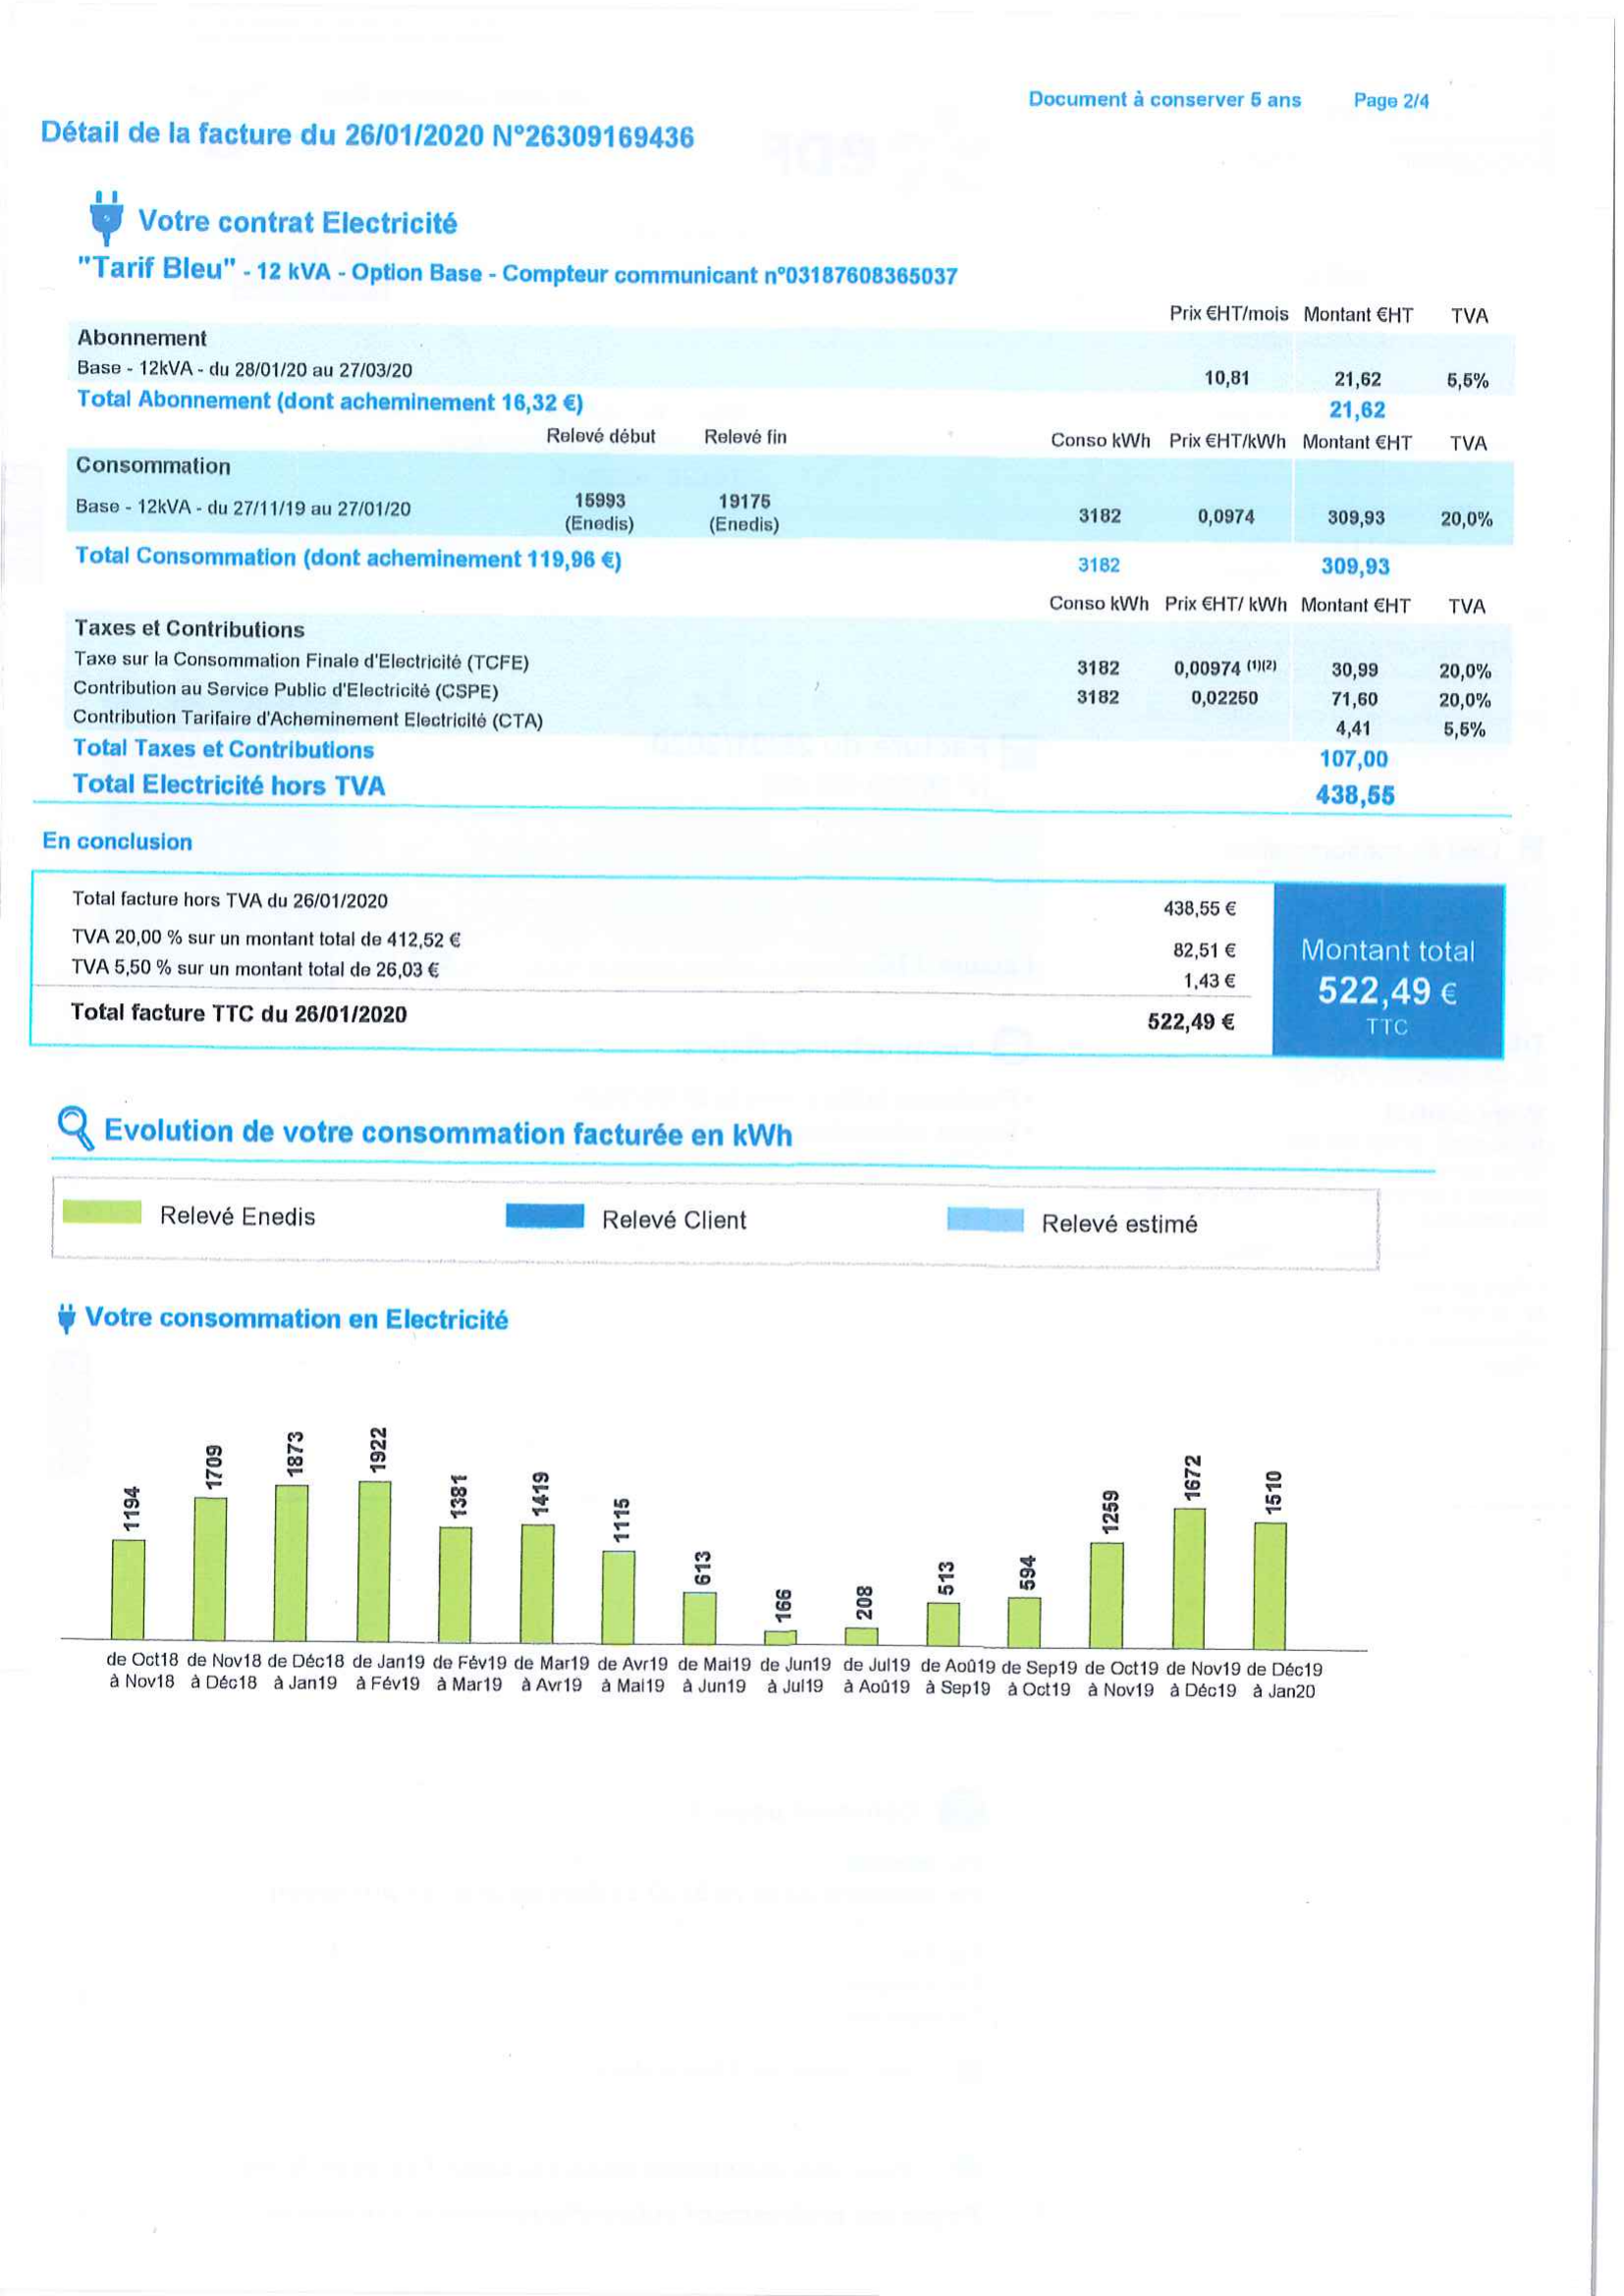 Document à conserver 5 ans Page 2/4
Détail de la facture du 26/01/2020 N°26309169436
Votre contrat Electricité
"Tarif Bleu" - 12 kVA - Option Base - Compteur communicant n°03187608365037
Prix €HT/mois Montant €HT TVA
Abonnement
Base - 12kVA - du 28/01/20 au 27/03/20 10,81 21,62 5,5%
Total Abonnement (dont acheminement 16,32 €) 21,62
Relevé début Relevé fin Conso kWh Prix €HT/kWh Montant €HT TVA
Consommation
Base - 12kVA - du 27/11/19 au 27/01/20 15993 19175 3182 0,0974 309,93 20,0%
(Enedis) (Enedis)
Total Consommation (dont acheminement 119,96 €) 3182 309,93
Conso kWh Prix €HT/ kWh Montant €HT TVA
Taxes et Contributions
Taxe sur la Consommation Finale d'Electricité (TCFE) 3182 0,00974 (1)(2) 30,99 20,0%
Contribution au Service Public d'Electricité (CSPE) 3182 0,02250 71,60 20,0%
Contribution Tarifaire d'Acheminement Electricité (CTA) 4,41 5,5%
Total Taxes et Contributions 107,00
Total Electricité hors TVA 438,55
En conclusion
Total facture hors TVA du 26/01/2020 438,55 €
TVA 20,00 % sur un montant total de 412,52 € 82,51 €
TVA 5,50 % sur un montant total de 26,03 € 1,43 €
Total facture TTC du 26/01/2020 522,49 €
Montant total
522,49 €
TTC
Evolution de votre consommation facturée en kWh
Relevé Enedis Relevé Client Relevé estimé
Votre consommation en Electricité
1194 1709 1873 1922 1381 1419 1115 613 166 208 513 594 1259 1672 1510
de Oct18 de Nov18 de Déc18 de Jan19 de Fév19 de Mar19 de Avr19 de Mai19 de Jun19 de Jul19 de Aoû19 de Sep19 de Oct19 de Nov19 de Déc19
à Nov18 à Déc18 à Jan19 à Fév19 à Mar19 à Avr19 à Mai19 à Jun19 à Jul19 à Aoû19 à Sep19 à Oct19 à Nov19 à Déc19 à Jan20